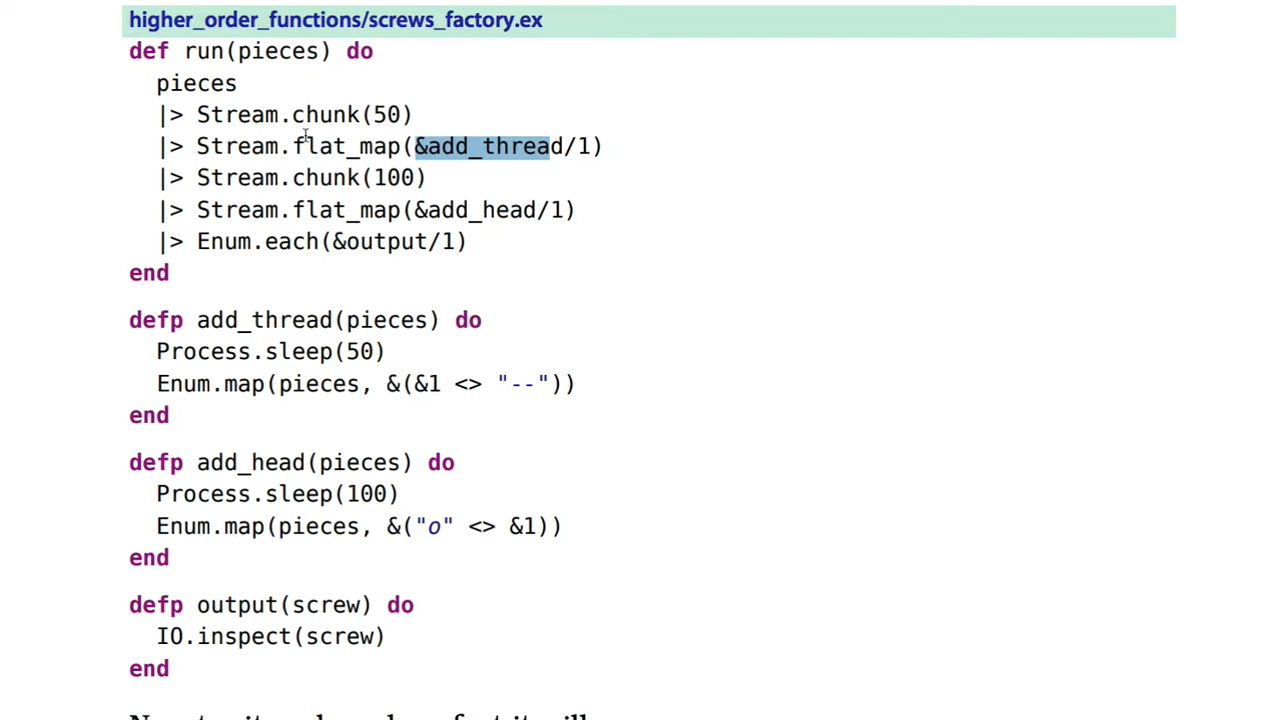 higher_order_functions/screws_factory.ex
def run(pieces) do
  pieces
  |> Stream.chunk(50)
  |> Stream.flat_map(&add_thread/1)
  |> Stream.chunk(100)
  |> Stream.flat_map(&add_head/1)
  |> Enum.each(&output/1)
end
defp add_thread(pieces) do
  Process.sleep(50)
  Enum.map(pieces, &(&1 <> "--"))
end
defp add_head(pieces) do
  Process.sleep(100)
  Enum.map(pieces, &("o" <> &1))
end
defp output(screw) do
  IO.inspect(screw)
end